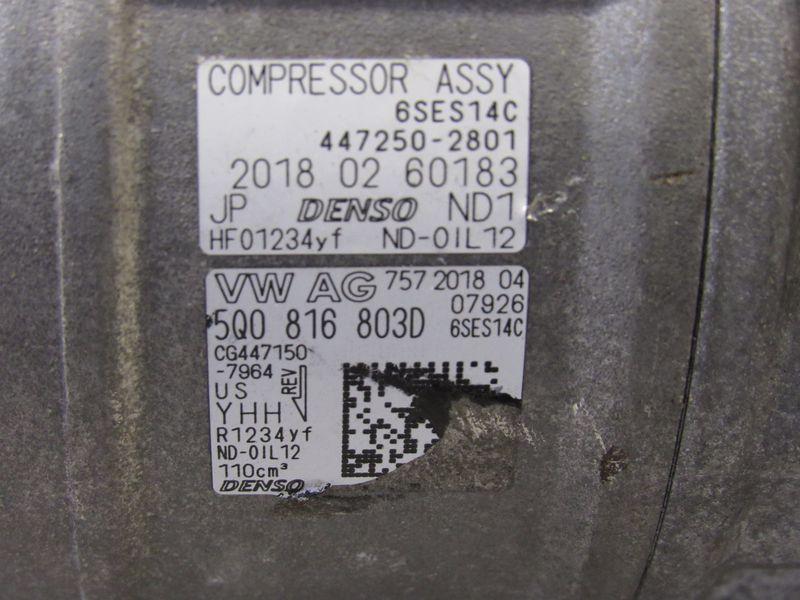 COMPRESSOR ASSY
6SES14C
447250-2801
2018 02 60183
JP DENSO ND1
HF01234yf ND-OIL12
VW AG 757 2018 04
07926
5Q0 816 803D 6SES14C
CG447150
-7964
US REV
YHH
R1234yf
ND-OIL12
110cm³
DENSO